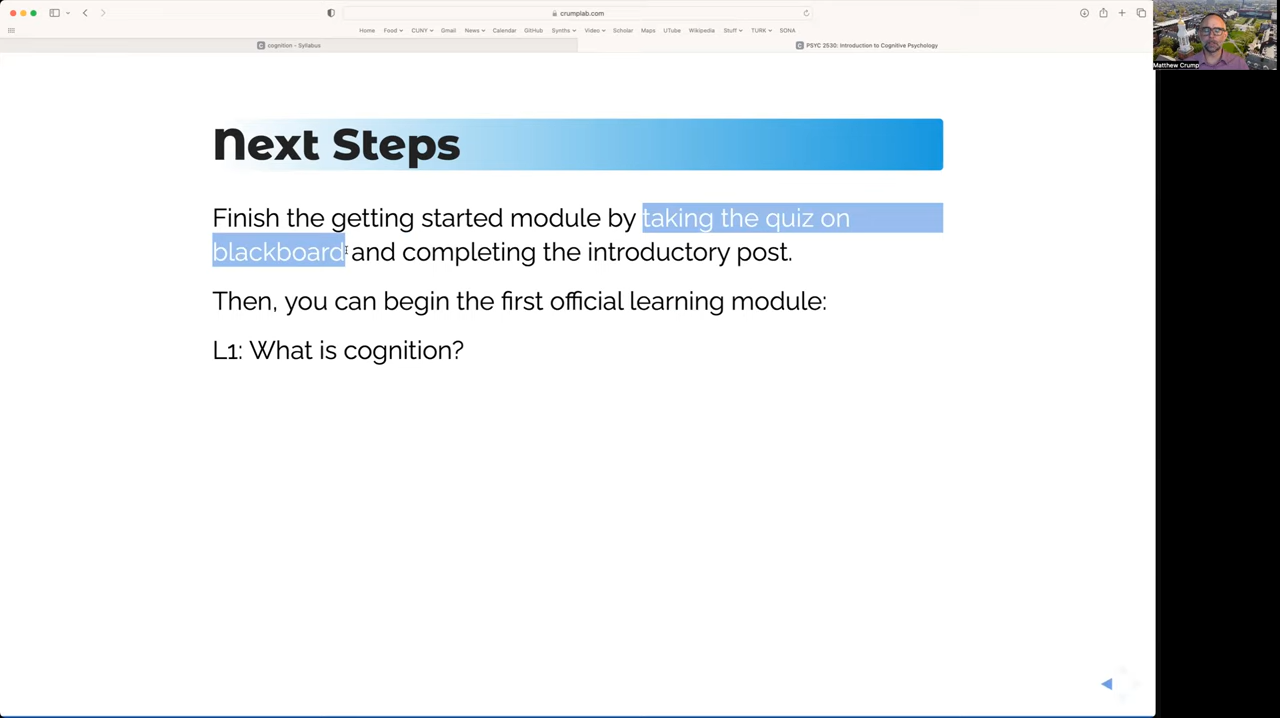 crumplab.com
Home Food CUNY Gmail News Calendar GitHub Synths Video Scholar Maps UTube Wikipedia Stuff TURK SONA
cognition - Syllabus
PSYC 2530: Introduction to Cognitive Psychology
Matthew Crump
Next Steps
Finish the getting started module by taking the quiz on
blackboard and completing the introductory post.
Then, you can begin the first official learning module:
L1: What is cognition?